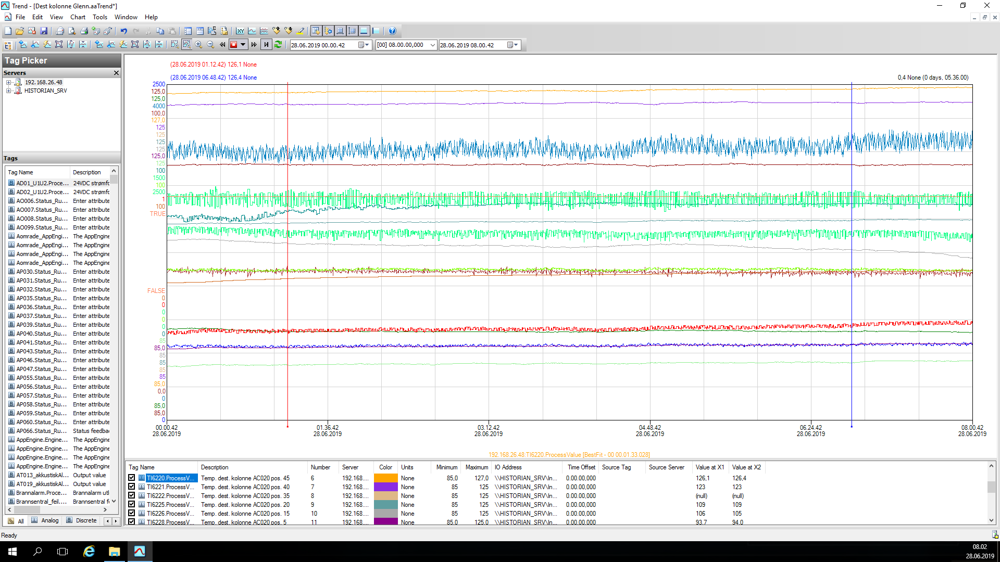 Trend - [Dest kolonne Glenn.aaTrend*]
File Edit View Chart Tools Window Help
28.06.2019 00.00.42
[00] 08.00.00,000
28.06.2019 08.00.42
Tag Picker
Servers
192.168.26.48
HISTORIAN_SRV
Tags
Tag Name Description
AD01_U1U2.Proce... 24VDC strømfo
AD02_U1U2.Proce... 24VDC strømfo
AO006.Status_Ru... Enter attribute
AO007.Status_Ru... Enter attribute
AO008.Status_Ru... Enter attribute
AO099.Status_Ru... Enter attribute
Aomrade_AppEngi... The AppEngine
Aomrade_AppEngi... The AppEngine
Aomrade_AppEngi... The AppEngine
Aomrade_AppEngi... The AppEngine
AP030.Status_Ru... Enter attribute
AP031.Status_Ru... Enter attribute
AP032.Status_Ru... Enter attribute
AP035.Status_Ru... Enter attribute
AP036.Status_Ru... Enter attribute
AP037.Status_Ru... Enter attribute
AP039.Status_Ru... Enter attribute
AP040.Status_Ru... Enter attribute
AP041.Status_Ru... Enter attribute
AP043.Status_Ru... Enter attribute
AP046.Status_Ru... Enter attribute
AP047.Status_Ru... Enter attribute
AP055.Status_Ru... Enter attribute
AP056.Status_Ru... Enter attribute
AP057.Status_Ru... Enter attribute
AP058.Status_Ru... Enter attribute
AP059.Status_Ru... Enter attribute
AP060.Status_Ru... Enter attribute
AP066.Status_Ru... Status feedba
AppEngine.Engine... The AppEngine
AppEngine.Engine... The AppEngine
AppEngine.Engine... The AppEngine
AppEngine.Engine... The AppEngine
AT013_akkustiskAl... Output value
AT019_akkustiskAl... Output value
Brannalarm.Proce... Brannalarm utl
Brannsentral_feil.... Brannsentral f
All Analog Discrete
(28.06.2019 01.12.42) 126,1 None
(28.06.2019 06.48.42) 126,4 None
0,4 None (0 days, 05.36.00)
2500
125,0
125,0
4000
100,0
127,0
125
125
125
125
125,0
125
100
1500
100
2500
1
100
TRUE
FALSE
0
0
0
0
0
0
85
85,0
85
85
85
85
85,0
0,0
0
85,0
85,0
0
00.00.42 01.36.42 03.12.42 04.48.42 06.24.42 08.00.42
28.06.2019 28.06.2019 28.06.2019 28.06.2019 28.06.2019 28.06.2019
192.168.26.48:TI6220.ProcessValue [BestFit - 00 00.01.33.028]
Tag Name Description Number Server Color Units Minimum Maximum IO Address Time Offset Source Tag Source Server Value at X1 Value at X2
TI6220.ProcessV... Temp. dest. kolonne AC020 pos. 45 6 192.168.... None 85,0 127,0 \\HISTORIAN_SRV\In... 0.00.00,000 126,1 126,4
TI6221.ProcessV... Temp. dest. kolonne AC020 pos. 40 7 192.168.... None 85 125 \\HISTORIAN_SRV\In... 0.00.00,000 123 123
TI6222.ProcessV... Temp. dest. kolonne AC020 pos. 35 8 192.168.... None 85 125 \\HISTORIAN_SRV\In... 0.00.00,000 (null) (null)
TI6225.ProcessV... Temp. dest. kolonne AC020 pos. 20 9 192.168.... None 85 125 \\HISTORIAN_SRV\In... 0.00.00,000 109 109
TI6226.ProcessV... Temp. dest. kolonne AC020 pos. 15 10 192.168.... None 85 125 \\HISTORIAN_SRV\In... 0.00.00,000 106 105
TI6228.ProcessV... Temp. dest. kolonne AC020 pos. 5 11 192.168.... None 85,0 125,0 \\HISTORIAN_SRV\In... 0.00.00,000 93,7 94,0
Ready
08.02
28.06.2019